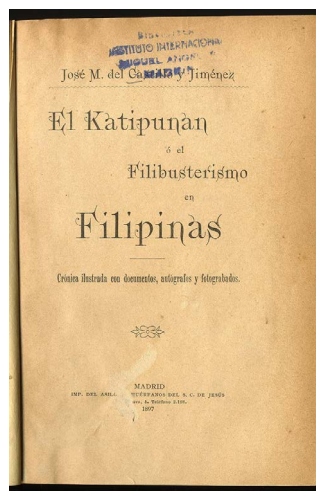 BIBLIOTECA
INSTITUTO INTERNACIONAL
MIGUEL ANGEL
MADRID
José M. del Castillo y Jiménez
El Katipunan
ó el
Filibusterismo
en
Filipinas
Crónica ilustrada con documentos, autógrafos y fotograbados.
MADRID
IMP. DEL ASILO HUÉRFANOS DEL S. C. DE JESÚS
Teléfono 2.198.
1897